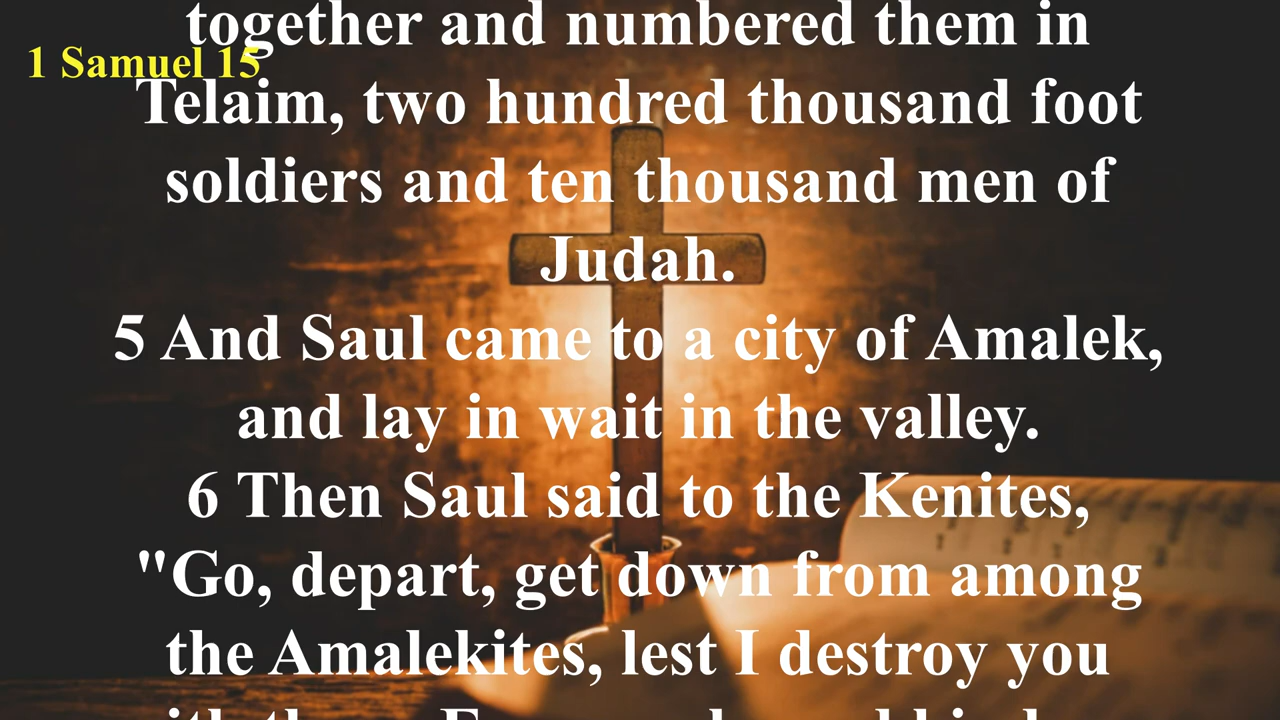 together and numbered them in
1 Samuel 15
Telaim, two hundred thousand foot
soldiers and ten thousand men of
Judah.
5 And Saul came to a city of Amalek,
and lay in wait in the valley.
6 Then Saul said to the Kenites,
"Go, depart, get down from among
the Amalekites, lest I destroy you